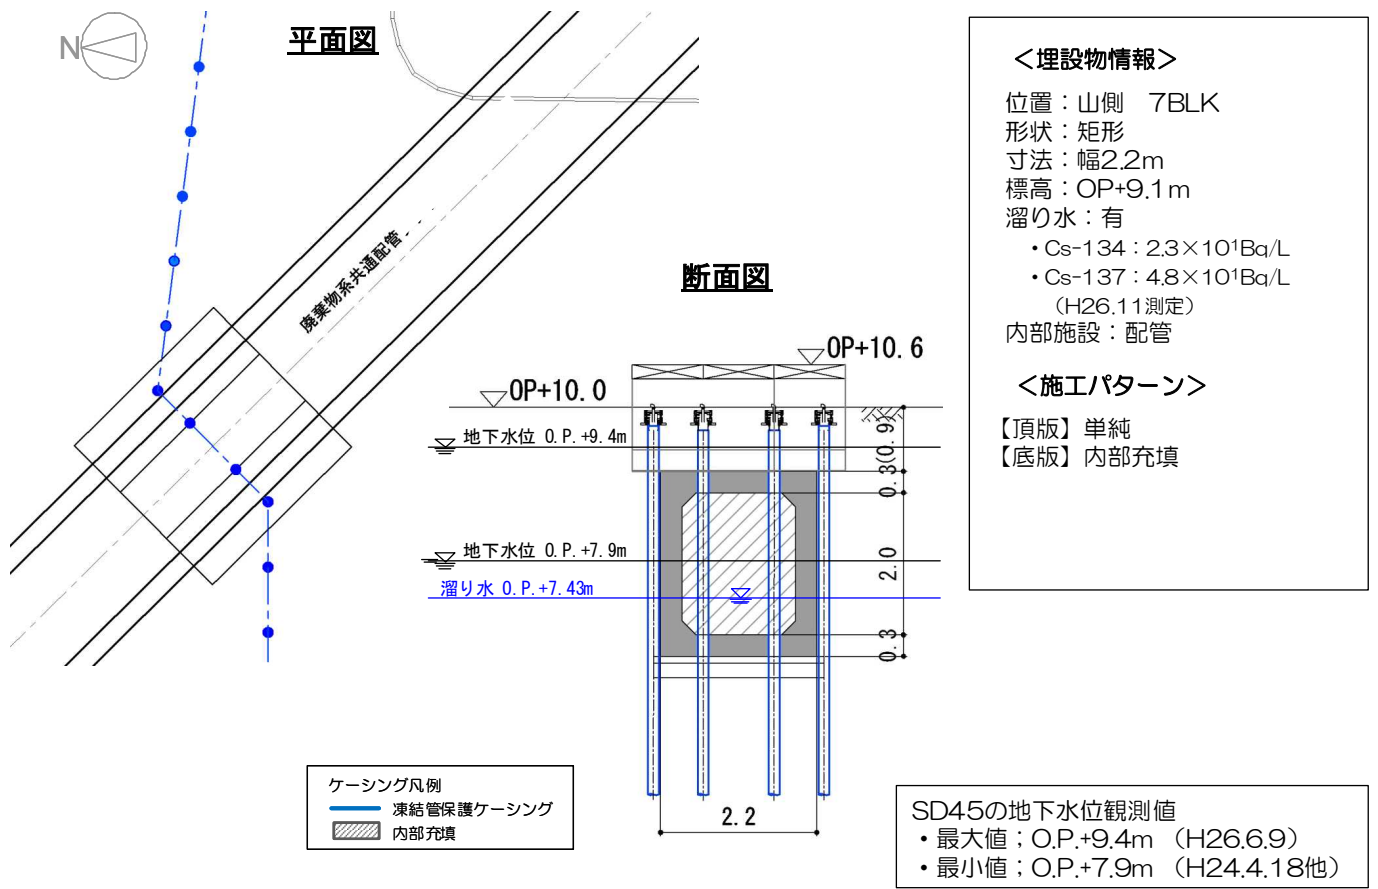 N
平面図
廃棄物系共通配管
断面図
OP+10.6
OP+10.0
地下水位 O.P.+9.4m
地下水位 O.P.+7.9m
溜り水 O.P.+7.43m
(0.9)
0.3
2.0
0.3
2.2
ケーシング凡例
凍結管保護ケーシング
内部充填
＜埋設物情報＞
位置：山側　7BLK
形状：矩形
寸法：幅2.2m
標高：OP+9.1m
溜り水：有
・Cs-134：2.3×10¹Bq/L
・Cs-137：4.8×10¹Bq/L
（H26.11測定）
内部施設：配管
＜施工パターン＞
【頂版】単純
【底版】内部充填
SD45の地下水位観測値
・最大値；O.P.+9.4m （H26.6.9）
・最小値；O.P.+7.9m （H24.4.18他）